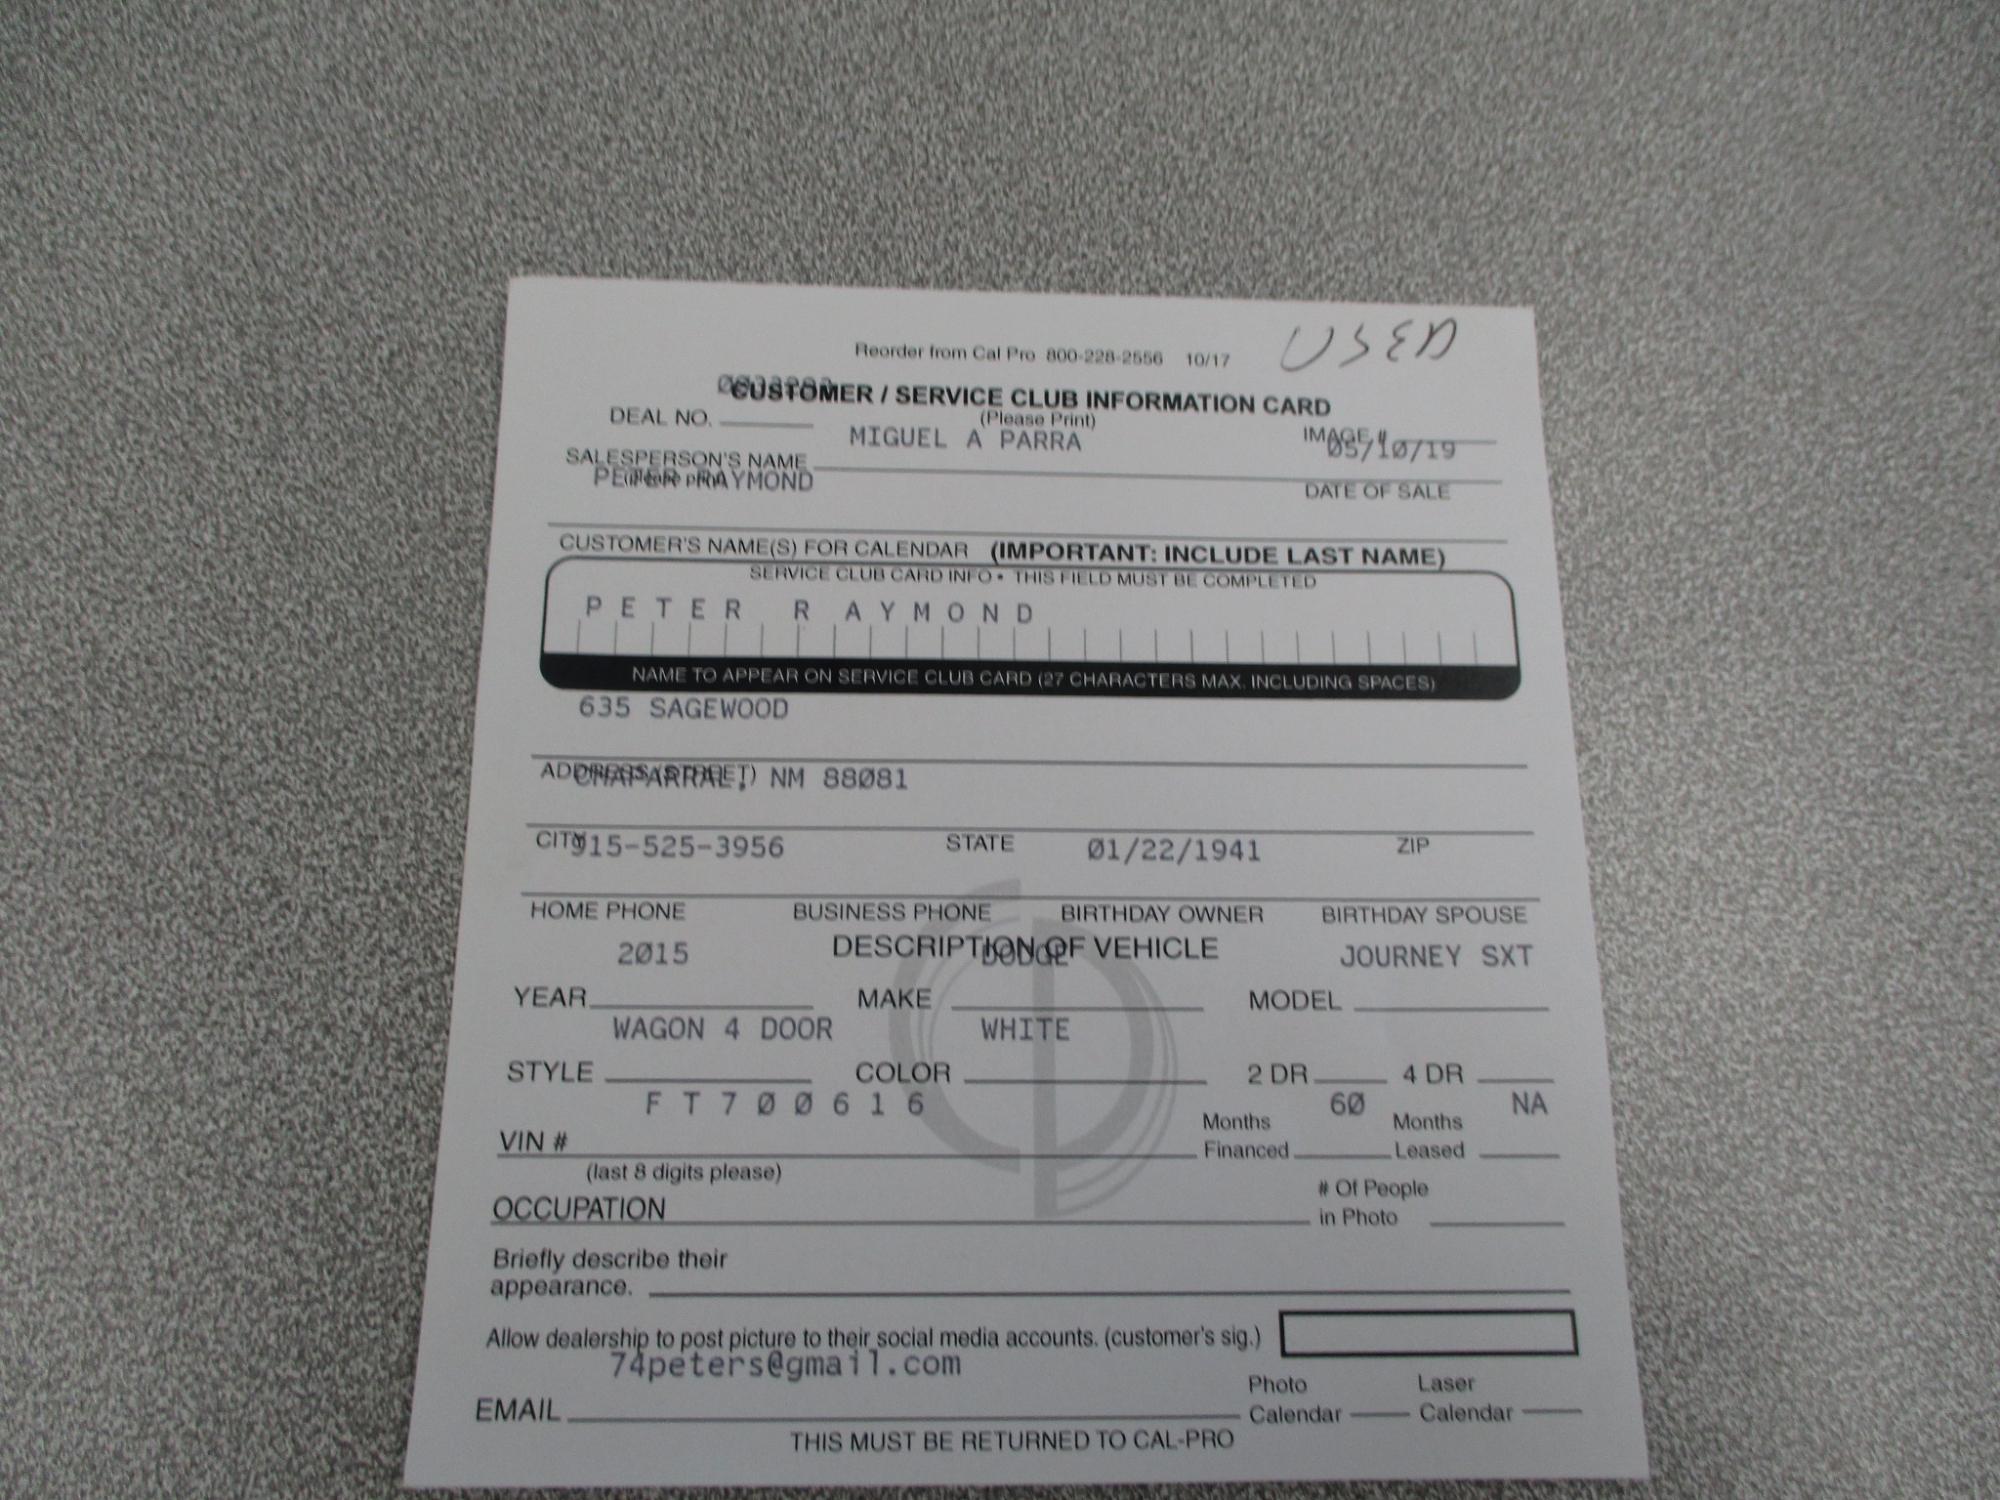 USED
Reorder from Cal Pro 800-228-2556 10/17
CUSTOMER / SERVICE CLUB INFORMATION CARD
DEAL NO. (Please Print)
MIGUEL A PARRA IMAGE # 05/10/19
SALESPERSON'S NAME
(Please print) PETER RAYMOND DATE OF SALE
CUSTOMER'S NAME(S) FOR CALENDAR (IMPORTANT: INCLUDE LAST NAME)
SERVICE CLUB CARD INFO • THIS FIELD MUST BE COMPLETED
PETER RAYMOND
NAME TO APPEAR ON SERVICE CLUB CARD (27 CHARACTERS MAX. INCLUDING SPACES)
635 SAGEWOOD
ADDRESS (STREET) CHAPARRAL, NM 88081
CITY 915-525-3956 STATE 01/22/1941 ZIP
HOME PHONE BUSINESS PHONE BIRTHDAY OWNER BIRTHDAY SPOUSE
DESCRIPTION OF VEHICLE
2015 DODGE JOURNEY SXT
YEAR MAKE MODEL
WAGON 4 DOOR WHITE
STYLE COLOR 2 DR 4 DR
FT700616 60 NA
VIN # Months Financed Months Leased
(last 8 digits please)
OCCUPATION # Of People in Photo
Briefly describe their
appearance.
Allow dealership to post picture to their social media accounts. (customer's sig.)
74peters@gmail.com
EMAIL Photo Calendar Laser Calendar
THIS MUST BE RETURNED TO CAL-PRO